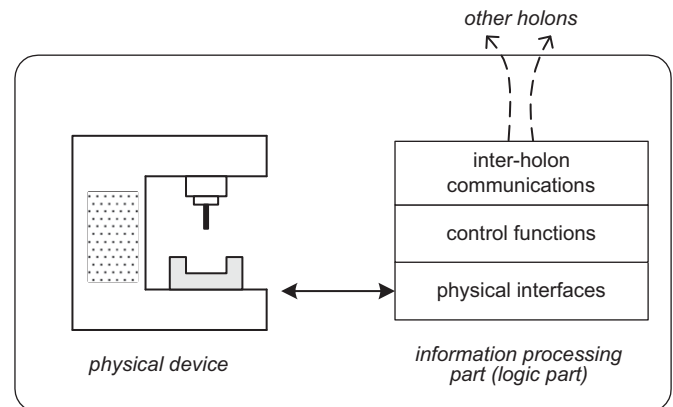 other holons
inter-holon
communications
control functions
physical interfaces
physical device
information processing
part (logic part)